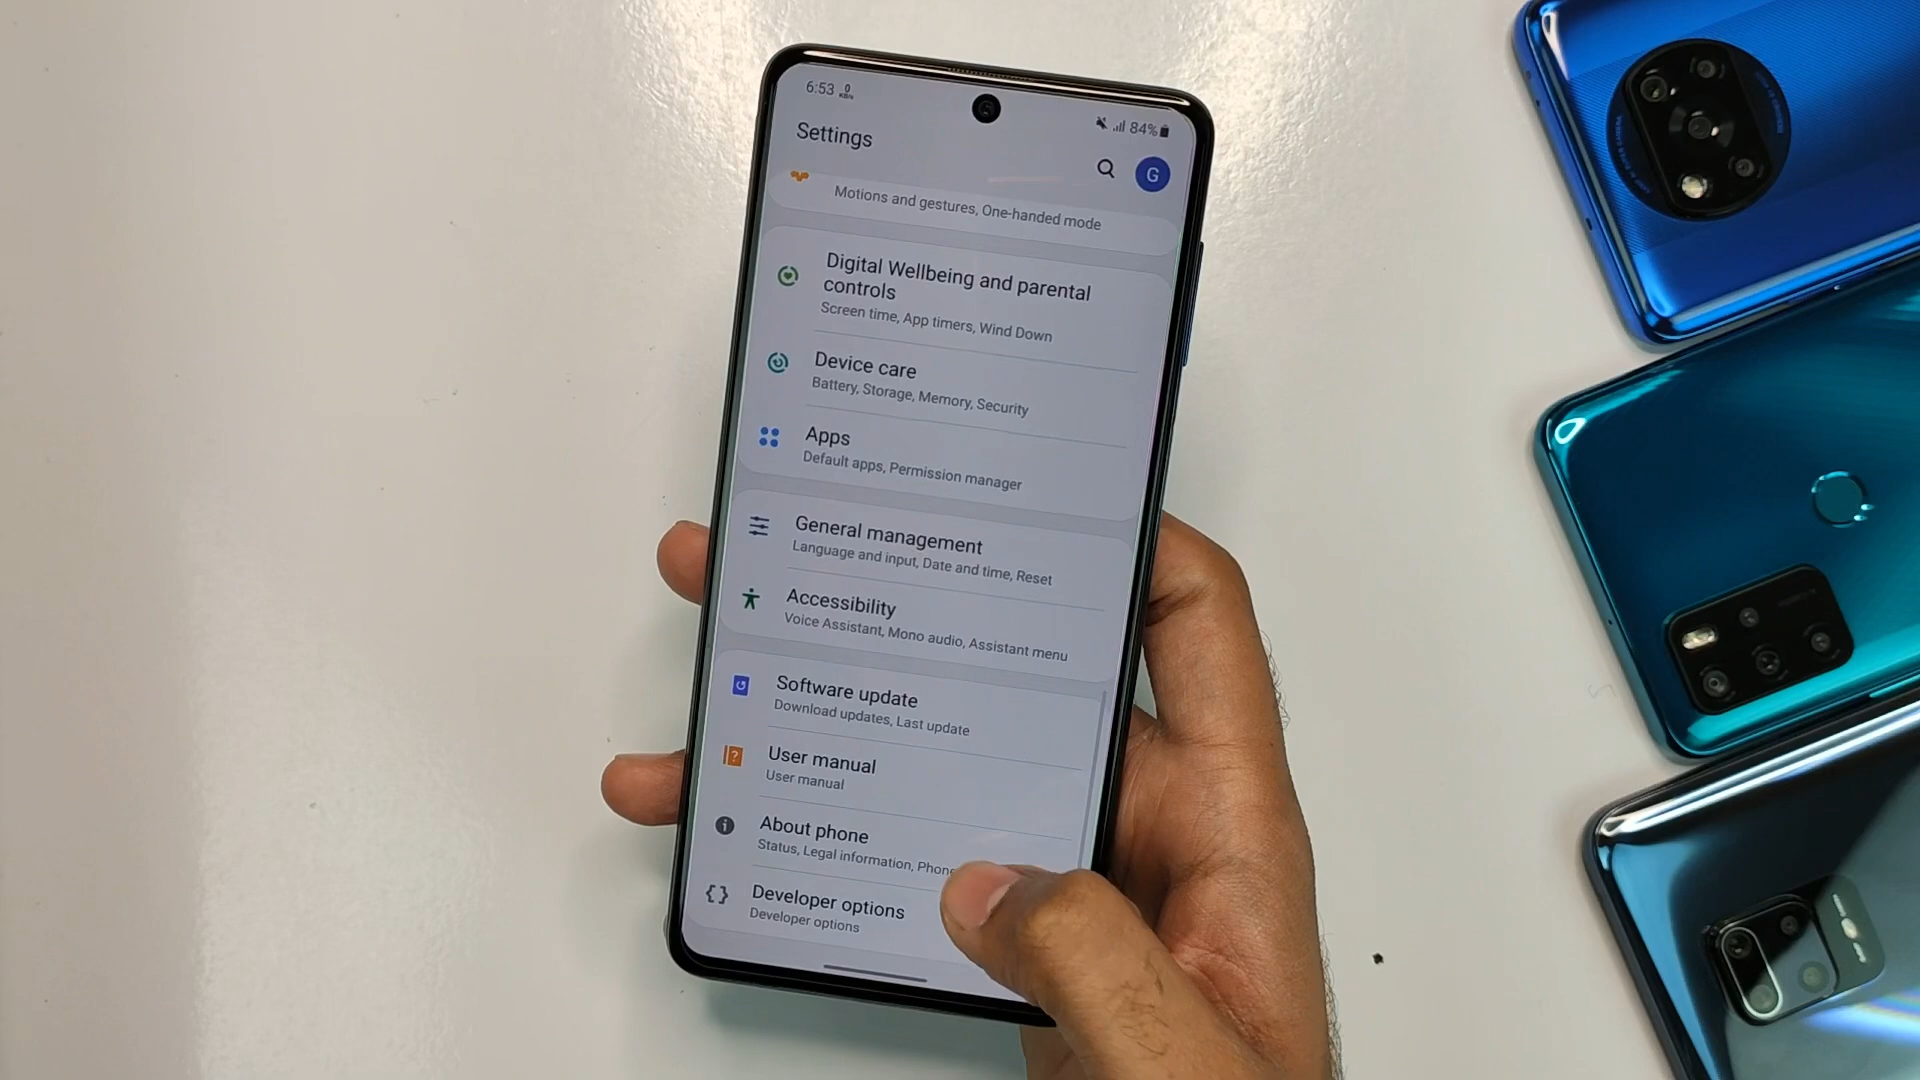 6:53 0 KB/s
84%
Settings
G
Motions and gestures, One-handed mode
Digital Wellbeing and parental
controls
Screen time, App timers, Wind Down
Device care
Battery, Storage, Memory, Security
Apps
Default apps, Permission manager
General management
Language and input, Date and time, Reset
Accessibility
Voice Assistant, Mono audio, Assistant menu
Software update
Download updates, Last update
User manual
User manual
About phone
Status, Legal information, Phone
Developer options
Developer options